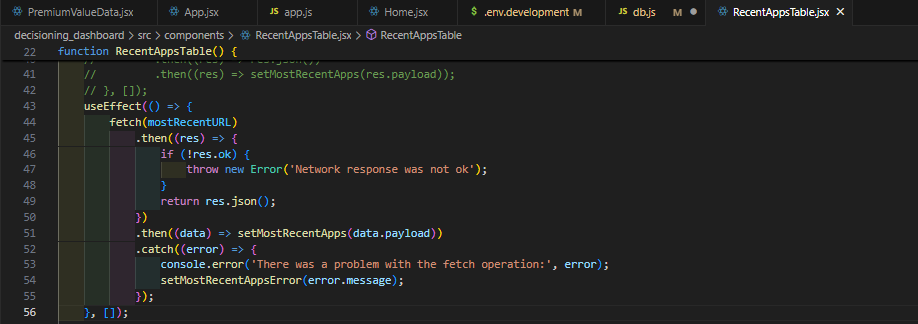 PremiumValueData.jsx App.jsx app.js Home.jsx .env.development M db.js M RecentAppsTable.jsx
decisioning_dashboard > src > components > RecentAppsTable.jsx > RecentAppsTable
22 function RecentAppsTable() {
40 // .then((res) => res.json())
41 // .then((res) => setMostRecentApps(res.payload));
42 // }, []);
43 useEffect(() => {
44 fetch(mostRecentURL)
45 .then((res) => {
46 if (!res.ok) {
47 throw new Error('Network response was not ok');
48 }
49 return res.json();
50 })
51 .then((data) => setMostRecentApps(data.payload))
52 .catch((error) => {
53 console.error('There was a problem with the fetch operation:', error);
54 setMostRecentAppsError(error.message);
55 });
56 }, []);